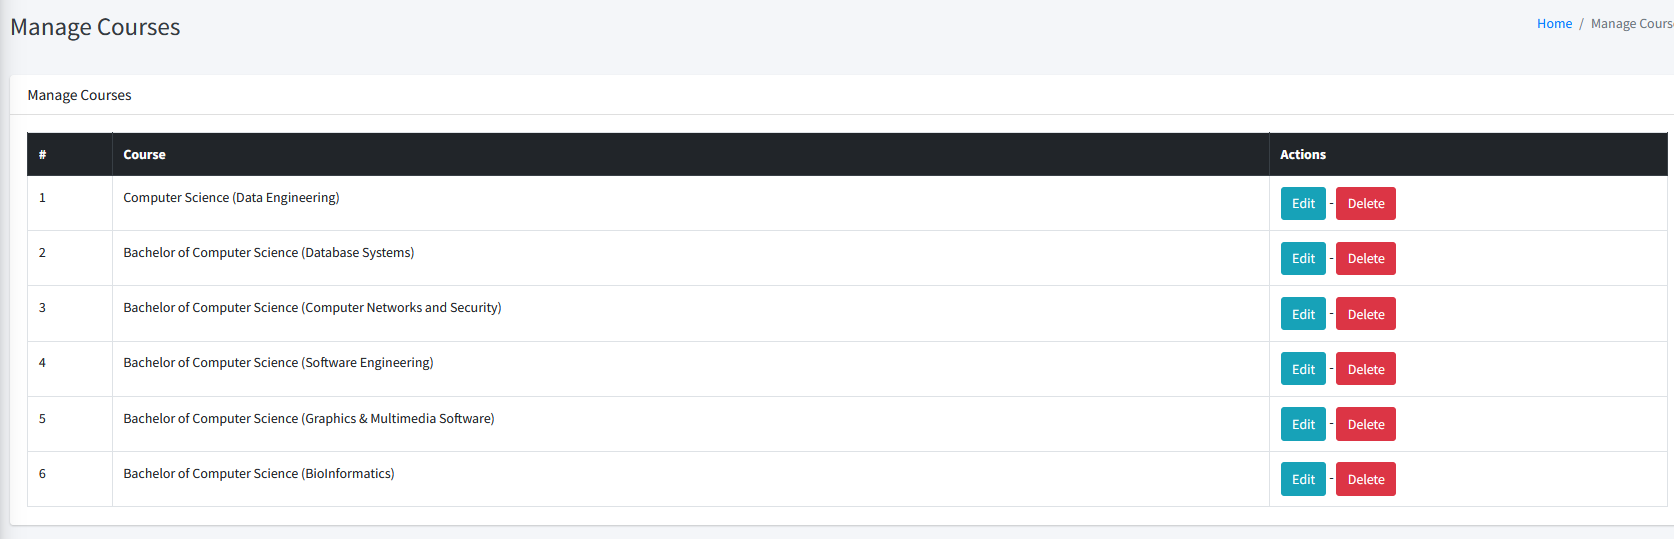 Manage Courses
Home / Manage Cours
Manage Courses
# Course Actions
1 Computer Science (Data Engineering) Edit - Delete
2 Bachelor of Computer Science (Database Systems) Edit - Delete
3 Bachelor of Computer Science (Computer Networks and Security) Edit - Delete
4 Bachelor of Computer Science (Software Engineering) Edit - Delete
5 Bachelor of Computer Science (Graphics & Multimedia Software) Edit - Delete
6 Bachelor of Computer Science (BioInformatics) Edit - Delete